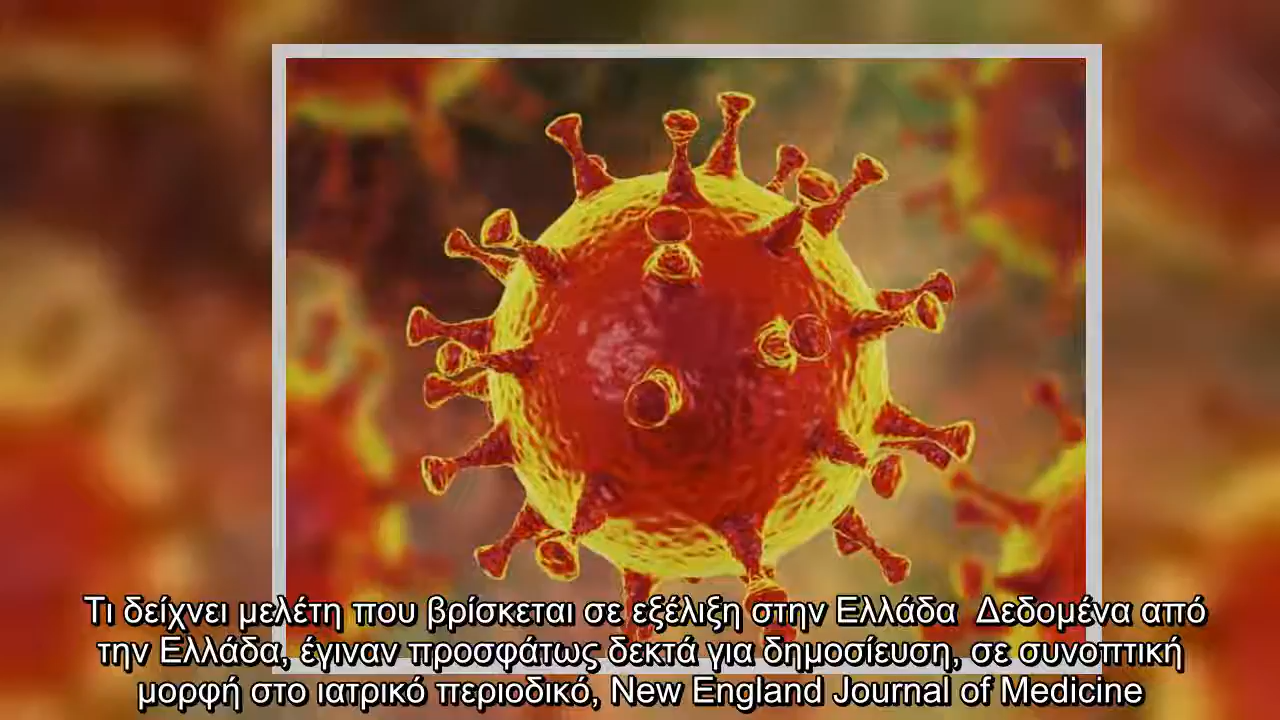 Τι δείχνει μελέτη που βρίσκεται σε εξέλιξη στην Ελλάδα  Δεδομένα από
την Ελλάδα, έγιναν προσφάτως δεκτά για δημοσίευση, σε συνοπτική
μορφή στο ιατρικό περιοδικό, New England Journal of Medicine